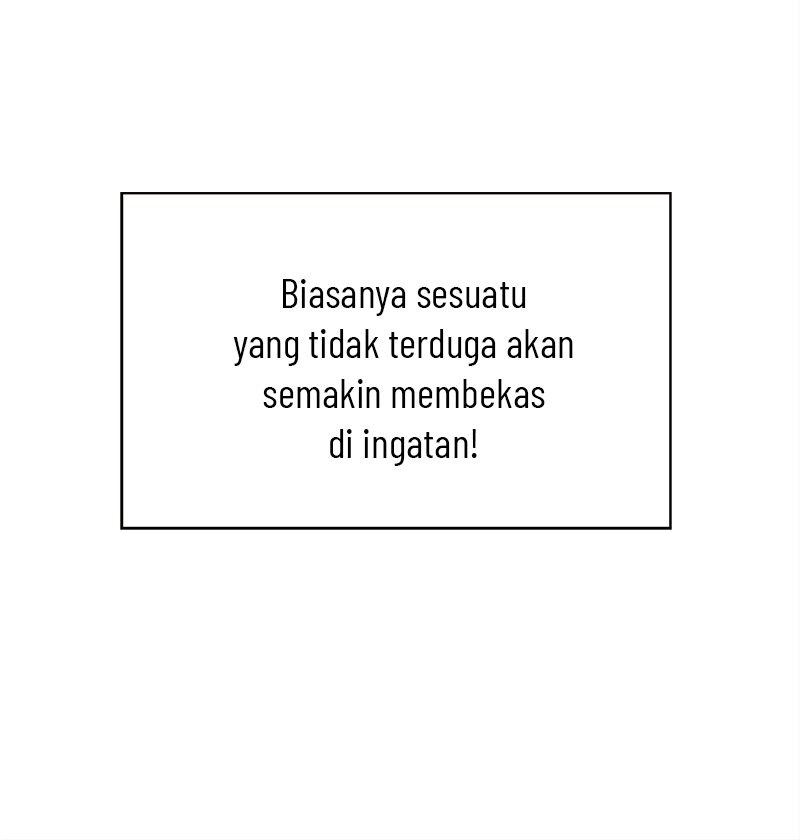 Biasanya sesuatu
yang tidak terduga akan
semakin membekas
di ingatan!